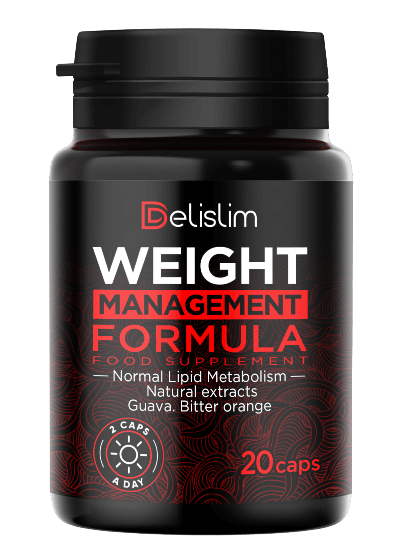 Delislim
WEIGHT
MANAGEMENT
FORMULA
FOOD SUPPLEMENT
— Normal Lipid Metabolism —
Natural extracts
Guava. Bitter orange
2 CAPS
A DAY
20 caps